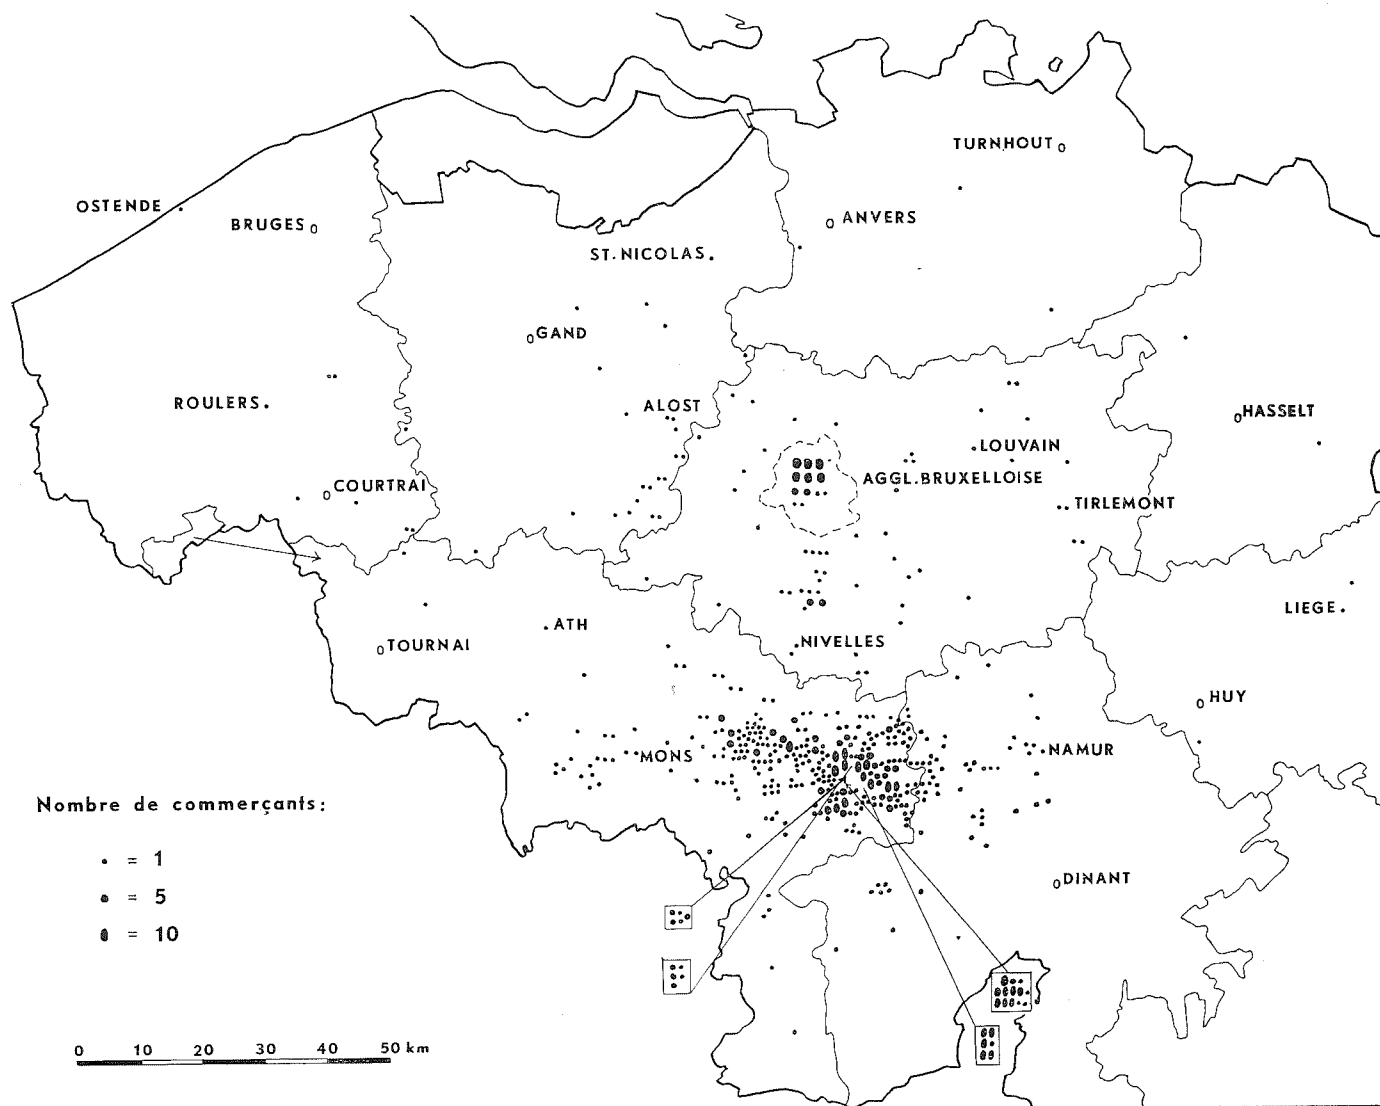 TURNHOUT
OSTENDE
BRUGES
ANVERS
ST. NICOLAS
GAND
ROULERS
ALOST
HASSELT
LOUVAIN
COURTRAI
AGGL. BRUXELLOISE
TIRLEMONT
LIEGE
ATH
TOURNAI
NIVELLES
HUY
MONS
NAMUR
Nombre de commerçants:
= 1
= 5
= 10
DINANT
0 10 20 30 40 50 km